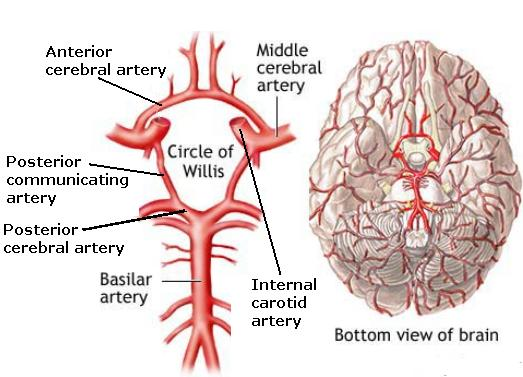 Anterior
cerebral artery
Middle
cerebral
artery
Circle of
Willis
Posterior
communicating
artery
Posterior
cerebral artery
Basilar
artery
Internal
carotid
artery
Bottom view of brain